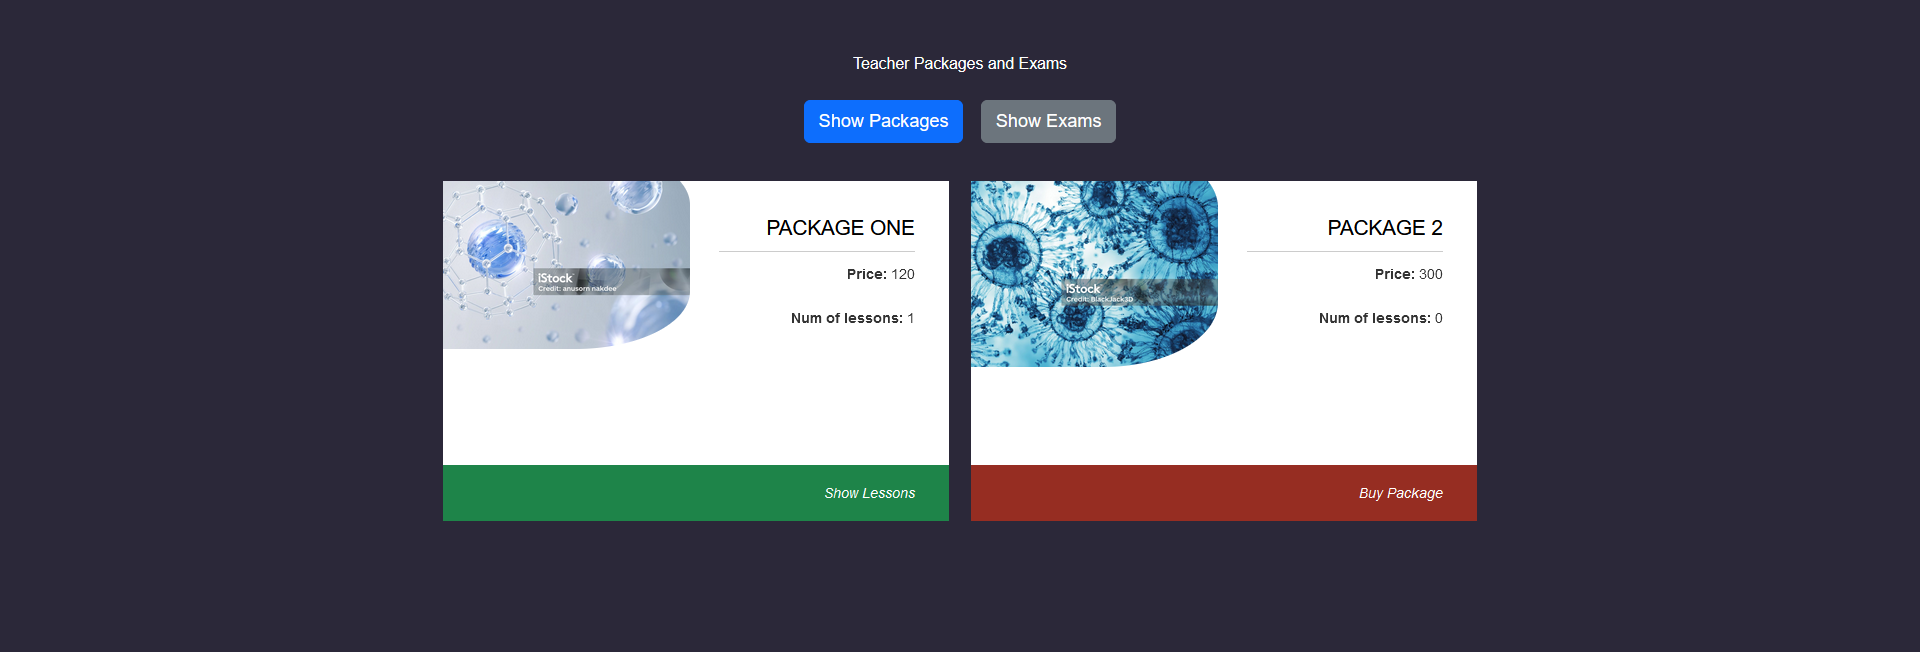 Teacher Packages and Exams
Show Packages
Show Exams
PACKAGE ONE
Price: 120
Num of lessons: 1
iStock
Credit: anusorn nakdee
Show Lessons
PACKAGE 2
Price: 300
Num of lessons: 0
iStock
Credit: BlackJack3D
Buy Package